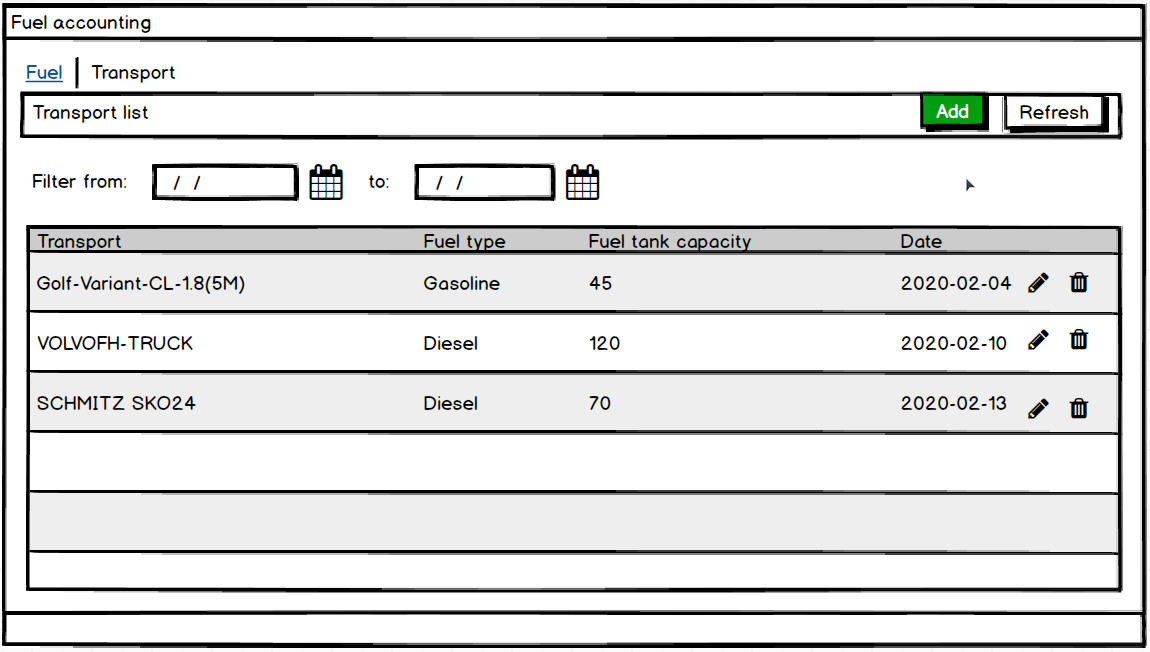 Fuel accounting
Fuel Transport
Transport list Add Refresh
Filter from: / / to: / /
Transport Fuel type Fuel tank capacity Date
Golf-Variant-CL-1.8(5M) Gasoline 45 2020-02-04
VOLVOFH-TRUCK Diesel 120 2020-02-10
SCHMITZ SKO24 Diesel 70 2020-02-13